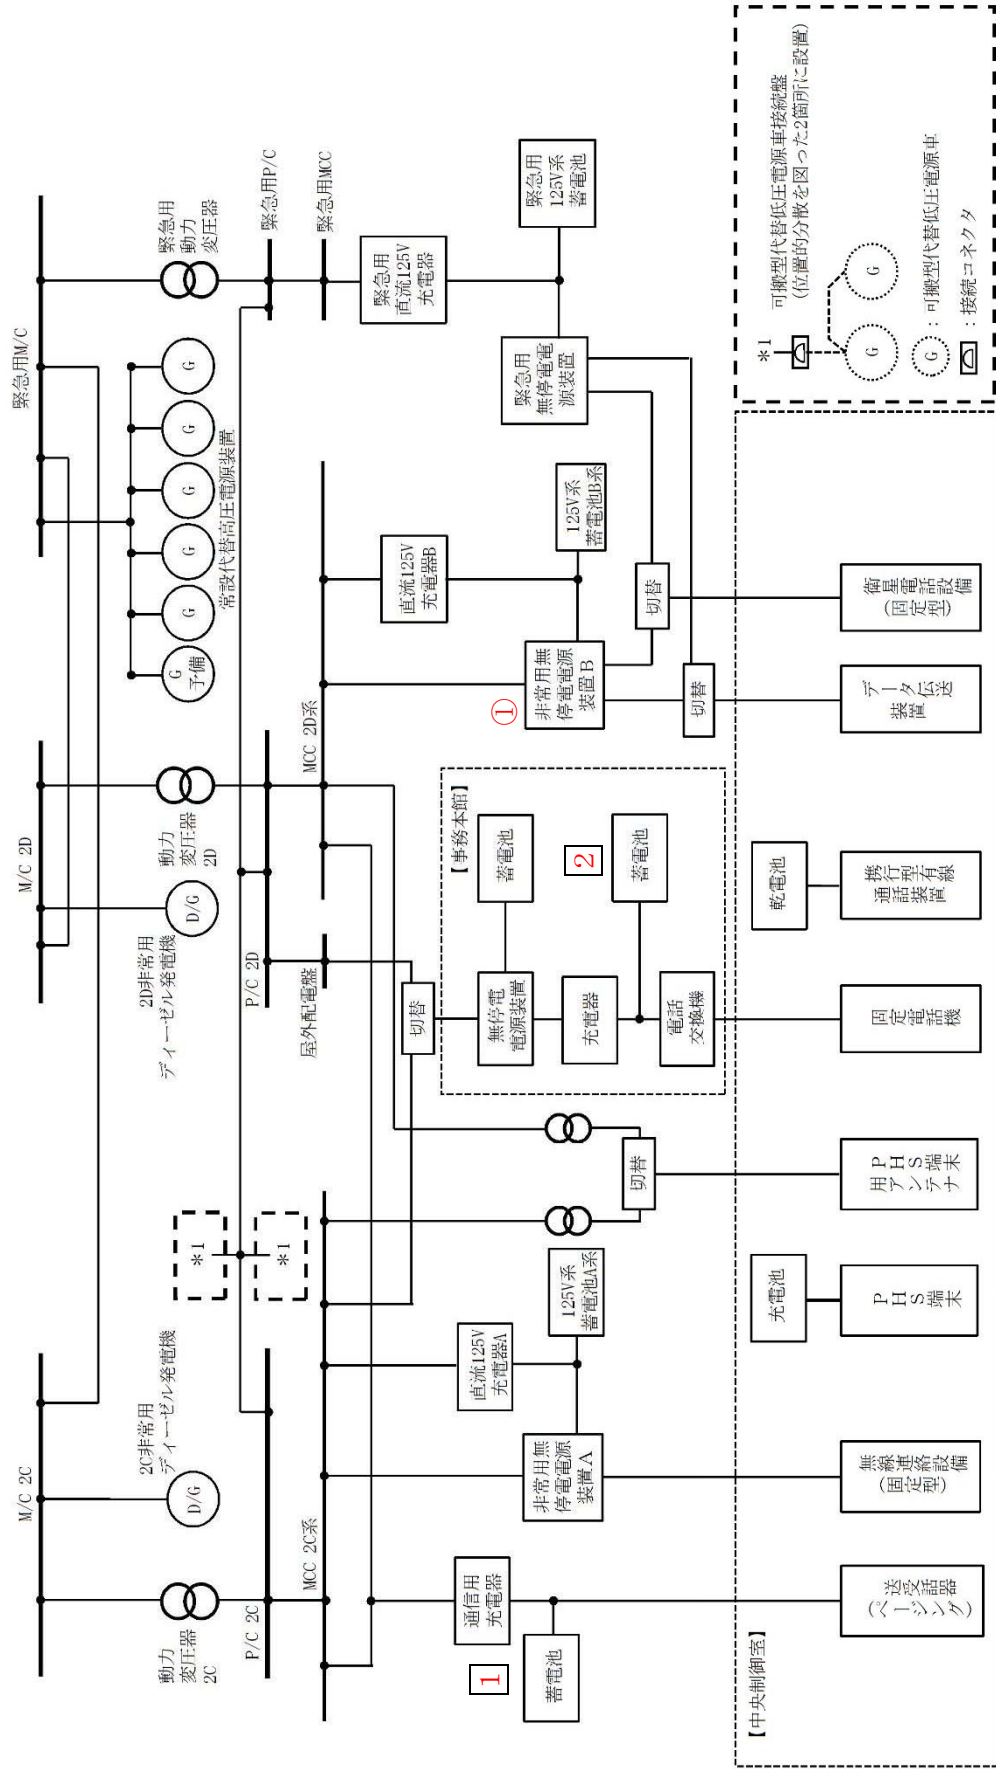 M/C 2C
M/C 2D
緊急用M/C
動力
変圧器
2C
2C非常用
ディーゼル発電機
D/G
2D非常用
ディーゼル発電機
D/G
動力
変圧器
2D
G
予備
G
G
G
G
G
常設代替高圧電源装置
緊急用
動力
変圧器
P/C 2C
*1
*1
P/C 2D
緊急用P/C
MCC 2C系
屋外配電盤
MCC 2D系
緊急用MCC
通信用
充電器
1
蓄電池
直流125V
充電器A
125V系
蓄電池A系
非常用無
停電電源
装置A
切替
切替
【事務本館】
無停電
電源装置
蓄電池
充電器
2
蓄電池
電話
交換機
①
非常用無
停電電源
装置B
直流125V
充電器B
125V系
蓄電池B系
切替
切替
緊急用
直流125V
充電器
緊急用
無停電電
源装置
緊急用
125V系
蓄電池
【中央制御室】
送受話器
(ページング)
無線連絡設備
(固定型)
充電池
PHS端末
PHS端末
用アンテナ
固定電話機
乾電池
携行型有線
通話装置
データ伝送
装置
衛星電話設備
(固定型)
*1
可搬型代替低圧電源車接続盤
(位置的分散を図った2箇所に設置)
G
G
G
:可搬型代替低圧電源車
:接続コネクタ